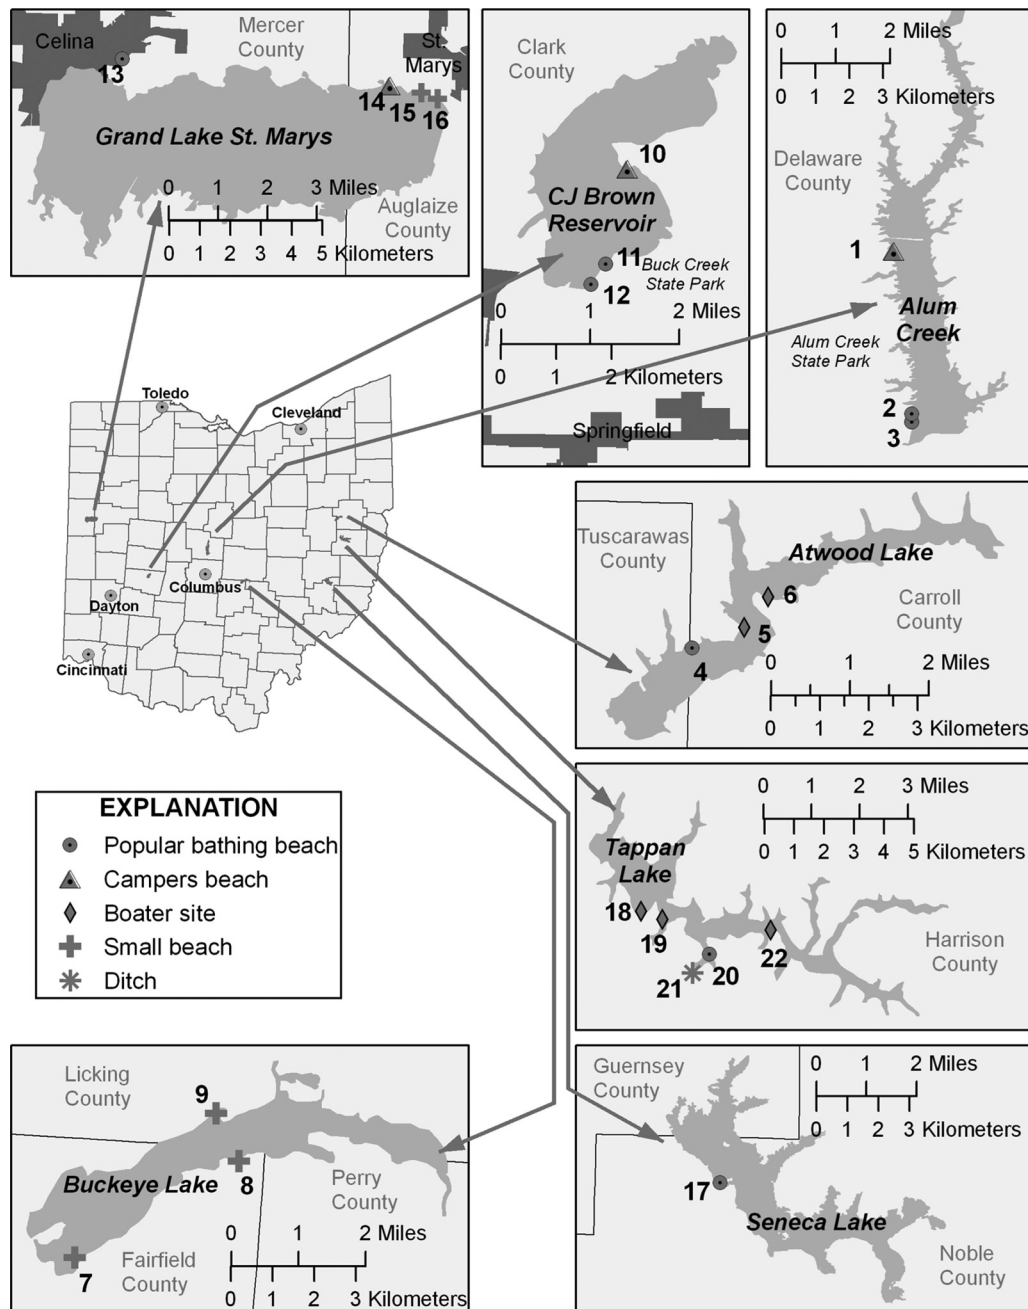 Celina
Mercer
County
St.
Marys
13
14
15
16
Grand Lake St. Marys
0 1 2 3 Miles
Auglaize
County
0 1 2 3 4 5
Kilometers
Clark
County
10
CJ Brown
Reservoir
11
Buck Creek
State Park
12
0 1 2 Miles
0 1 2
Kilometers
Springfield
0 1 2 Miles
0 1 2 3 Kilometers
Delaware
County
1
Alum
Creek
Alum Creek
State Park
2
3
Toledo
Cleveland
Columbus
Dayton
Cincinnati
Tuscarawas
County
Atwood Lake
6
Carroll
County
5
4
0 1 2 Miles
0 1 2 3 Kilometers
EXPLANATION
Popular bathing beach
Campers beach
Boater site
Small beach
Ditch
0 1 2 3 Miles
0 1 2 3 4 5
Kilometers
Tappan
Lake
18
19
22
Harrison
County
20
21
Licking
County
9
Buckeye Lake
8
Perry
County
0 1 2 Miles
Fairfield
County
7
0 1 2 3 Kilometers
Guernsey
County
0 1 2 Miles
0 1 2 3 Kilometers
17
Seneca Lake
Noble
County